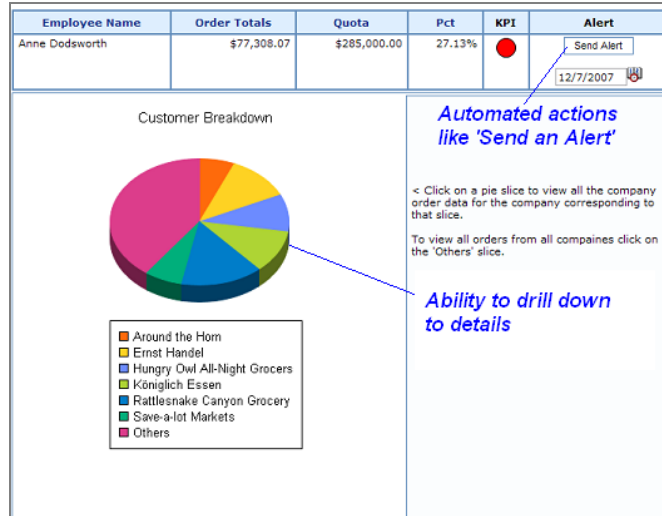 Employee Name Order Totals Quota Pct KPI Alert
Anne Dodsworth $77,308.07 $285,000.00 27.13% Send Alert
12/7/2007
Automated actions
like 'Send an Alert'
Customer Breakdown
< Click on a pie slice to view all the company
order data for the company corresponding to
that slice.
To view all orders from all compaines click on
the 'Others' slice.
Ability to drill down
to details
Around the Horn
Ernst Handel
Hungry Owl All-Night Grocers
Königlich Essen
Rattlesnake Canyon Grocery
Save-a-lot Markets
Others